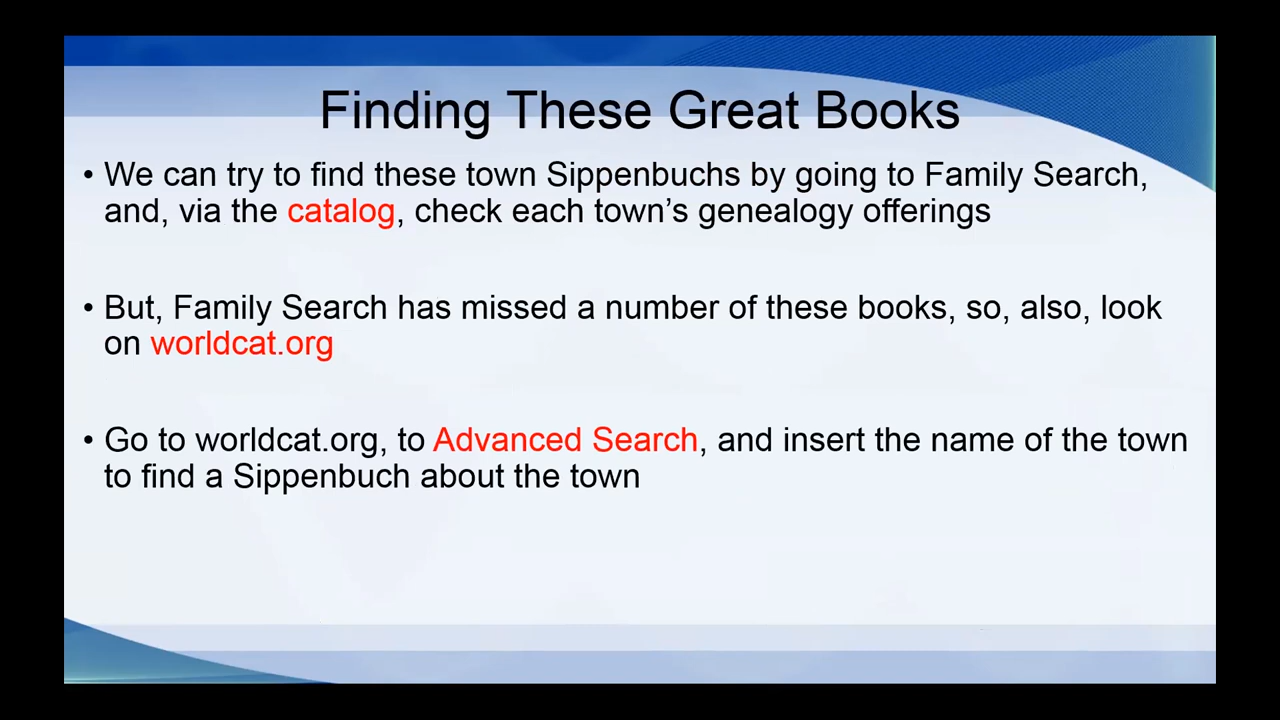 Finding These Great Books
• We can try to find these town Sippenbuchs by going to Family Search,
and, via the catalog, check each town’s genealogy offerings
• But, Family Search has missed a number of these books, so, also, look
on worldcat.org
• Go to worldcat.org, to Advanced Search, and insert the name of the town
to find a Sippenbuch about the town